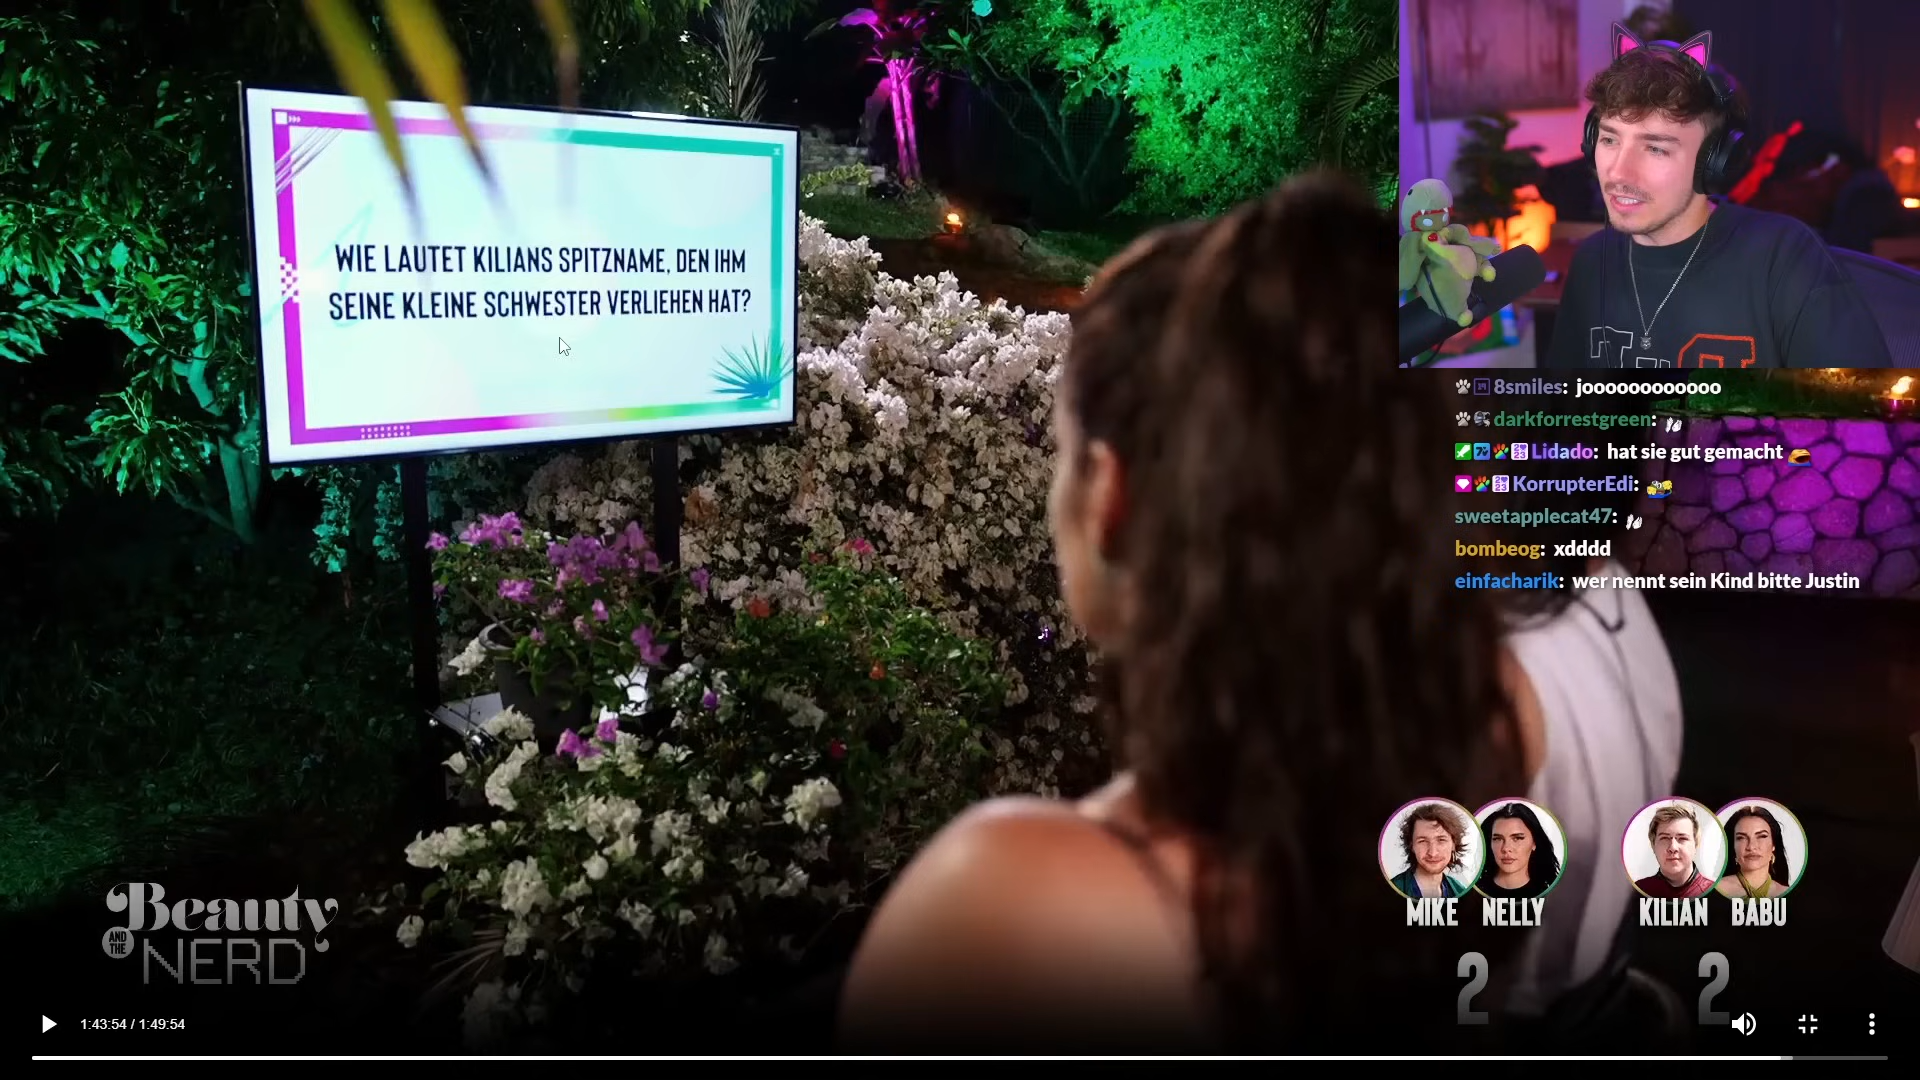 WIE LAUTET KILIANS SPITZNAME, DEN IHM
SEINE KLEINE SCHWESTER VERLIEHEN HAT?
8smiles: joooooooooooo
darkforrestgreen:
Lidado: hat sie gut gemacht
KorrupterEdi:
sweetapplecat47:
bombeog: xdddd
einfacharik: wer nennt sein Kind bitte Justin
MIKE NELLY
KILIAN BABU
2
2
Beauty
AND THE
NERD
1:43:54 / 1:49:54